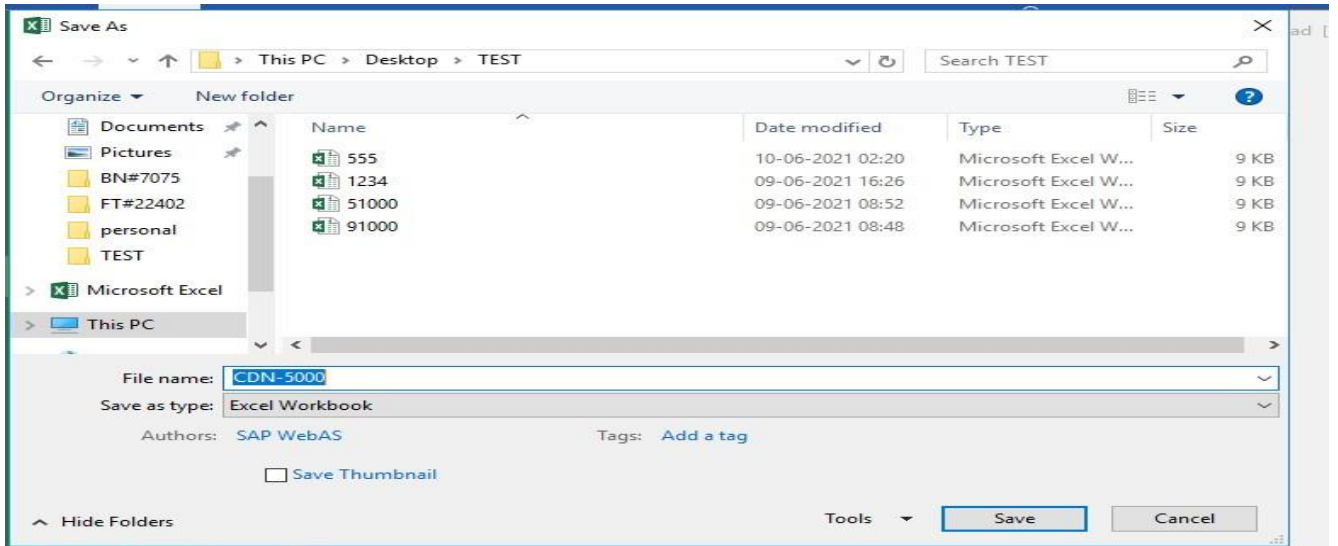 Save As
ad [
This PC > Desktop > TEST
Search TEST
Organize
New folder
Documents
Pictures
BN#7075
FT#22402
personal
TEST
Microsoft Excel
This PC
Name Date modified Type Size
555 10-06-2021 02:20 Microsoft Excel W... 9 KB
1234 09-06-2021 16:26 Microsoft Excel W... 9 KB
51000 09-06-2021 08:52 Microsoft Excel W... 9 KB
91000 09-06-2021 08:48 Microsoft Excel W... 9 KB
File name: CDN-5000
Save as type: Excel Workbook
Authors: SAP WebAS Tags: Add a tag
Save Thumbnail
Hide Folders Tools Save Cancel